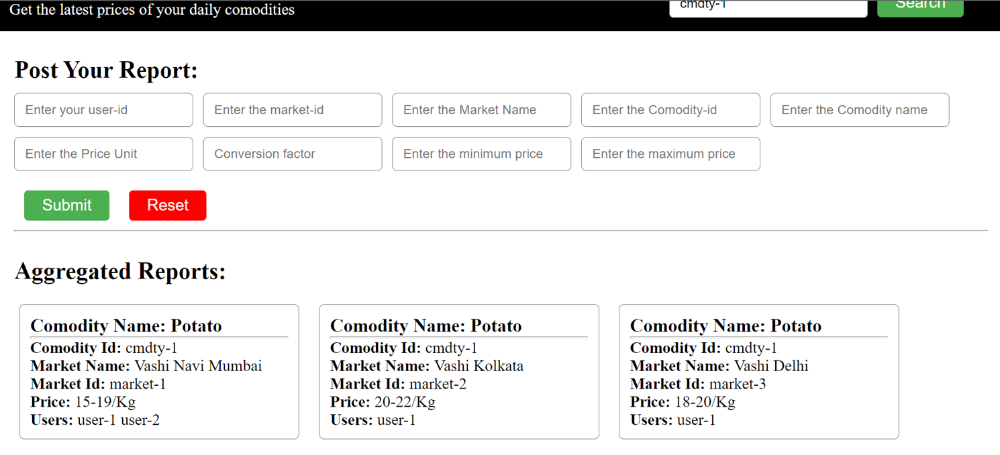 Get the latest prices of your daily comodities
cmdty-1
Search
Post Your Report:
Enter your user-id
Enter the market-id
Enter the Market Name
Enter the Comodity-id
Enter the Comodity name
Enter the Price Unit
Conversion factor
Enter the minimum price
Enter the maximum price
Submit
Reset
Aggregated Reports:
Comodity Name: Potato
Comodity Id: cmdty-1
Market Name: Vashi Navi Mumbai
Market Id: market-1
Price: 15-19/Kg
Users: user-1 user-2
Comodity Name: Potato
Comodity Id: cmdty-1
Market Name: Vashi Kolkata
Market Id: market-2
Price: 20-22/Kg
Users: user-1
Comodity Name: Potato
Comodity Id: cmdty-1
Market Name: Vashi Delhi
Market Id: market-3
Price: 18-20/Kg
Users: user-1